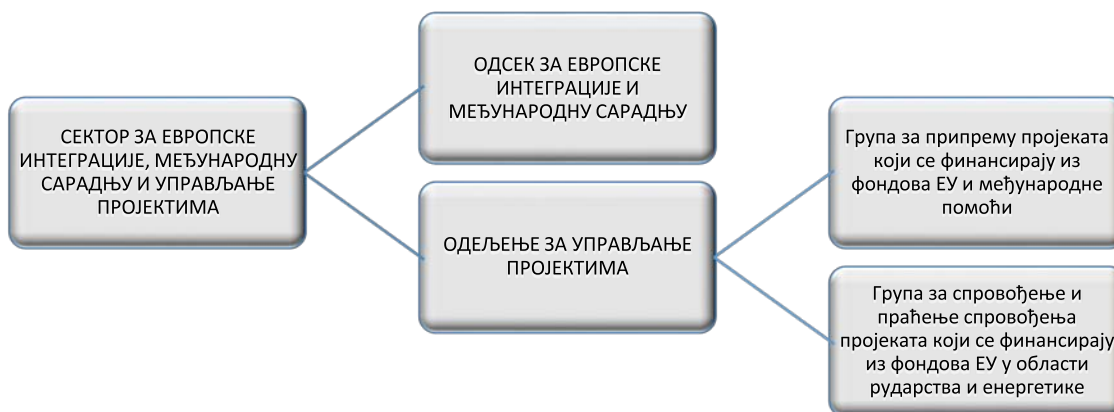 СЕКТОР ЗА ЕВРОПСКЕ
ИНТЕГРАЦИЈЕ, МЕЂУНАРОДНУ
САРАДЊУ И УПРАВЉАЊЕ
ПРОЈЕКТИМА
ОДСЕК ЗА ЕВРОПСКЕ
ИНТЕГРАЦИЈЕ И
МЕЂУНАРОДНУ САРАДЊУ
ОДЕЉЕЊЕ ЗА УПРАВЉАЊЕ
ПРОЈЕКТИМА
Група за припрему пројеката
који се финансирају из
фондова ЕУ и међународне
помоћи
Група за спровођење и
праћење спровођења
пројеката који се финансирају
из фондова ЕУ у области
рударства и енергетике